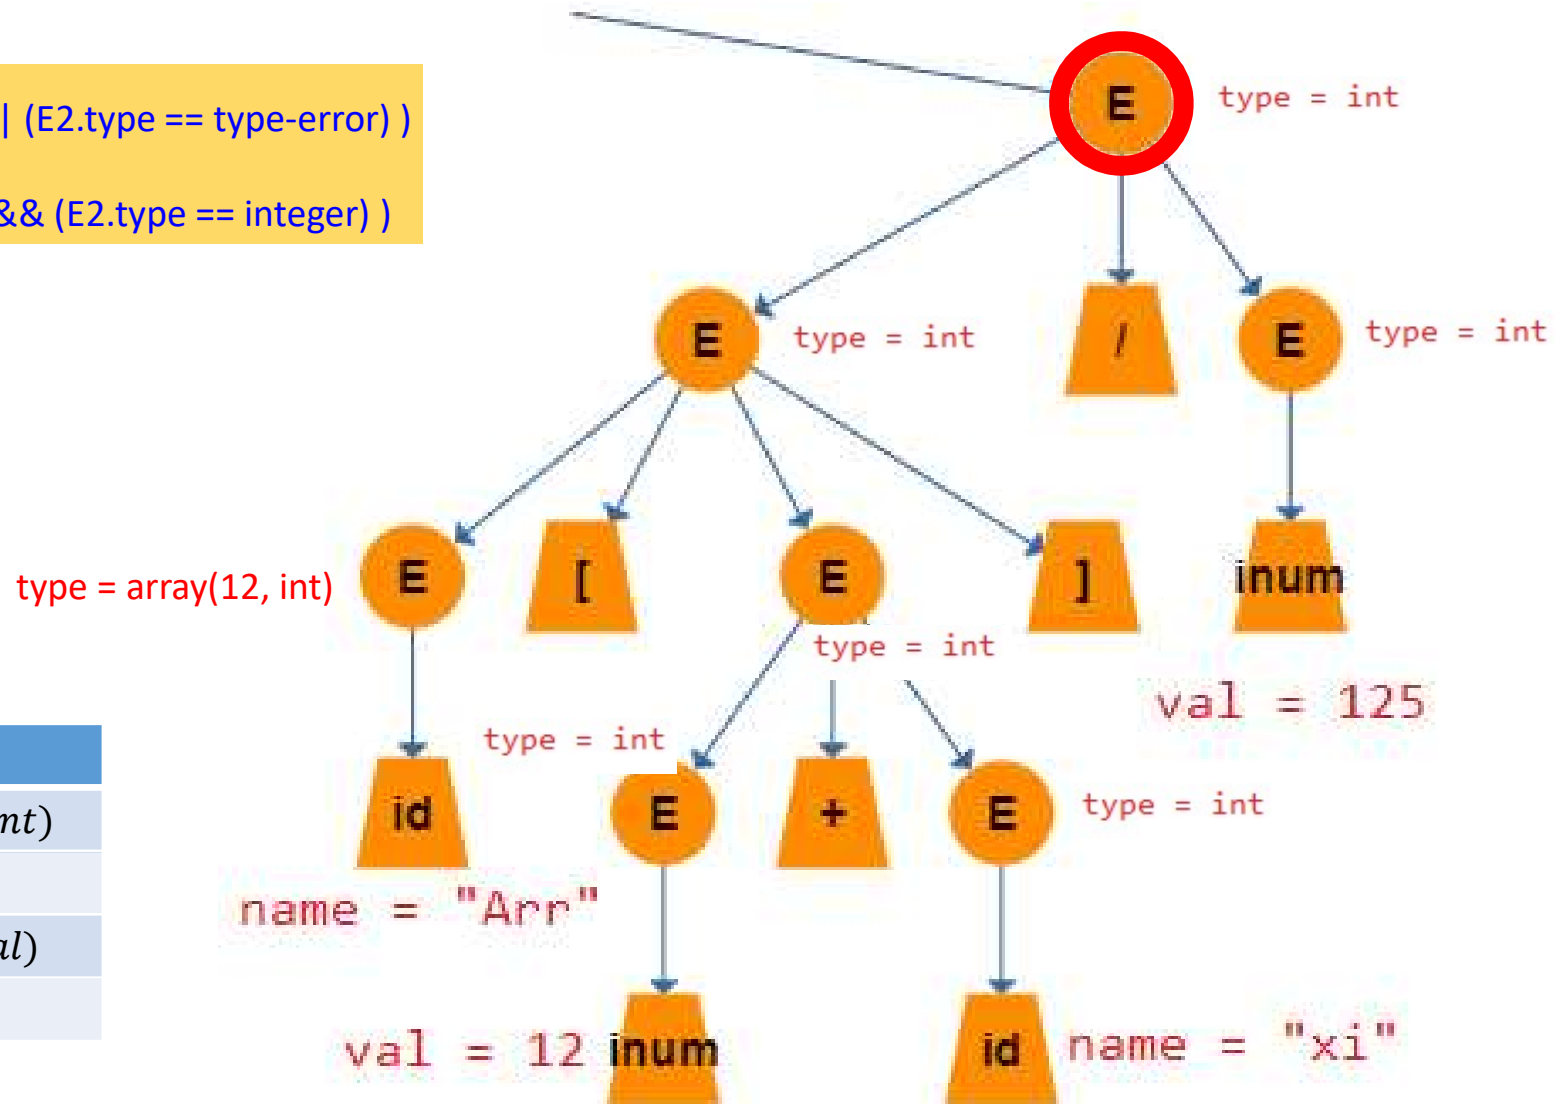 E
type = int
| (E2.type == type-error) )
&& (E2.type == integer) )
E
type = int
/
E
type = int
type = array(12, int)
E
[
E
]
inum
type = int
val = 125
type = int
id
E
+
E
type = int
nt)
name = "Arr"
al)
val = 12
inum
id
name = "xi"